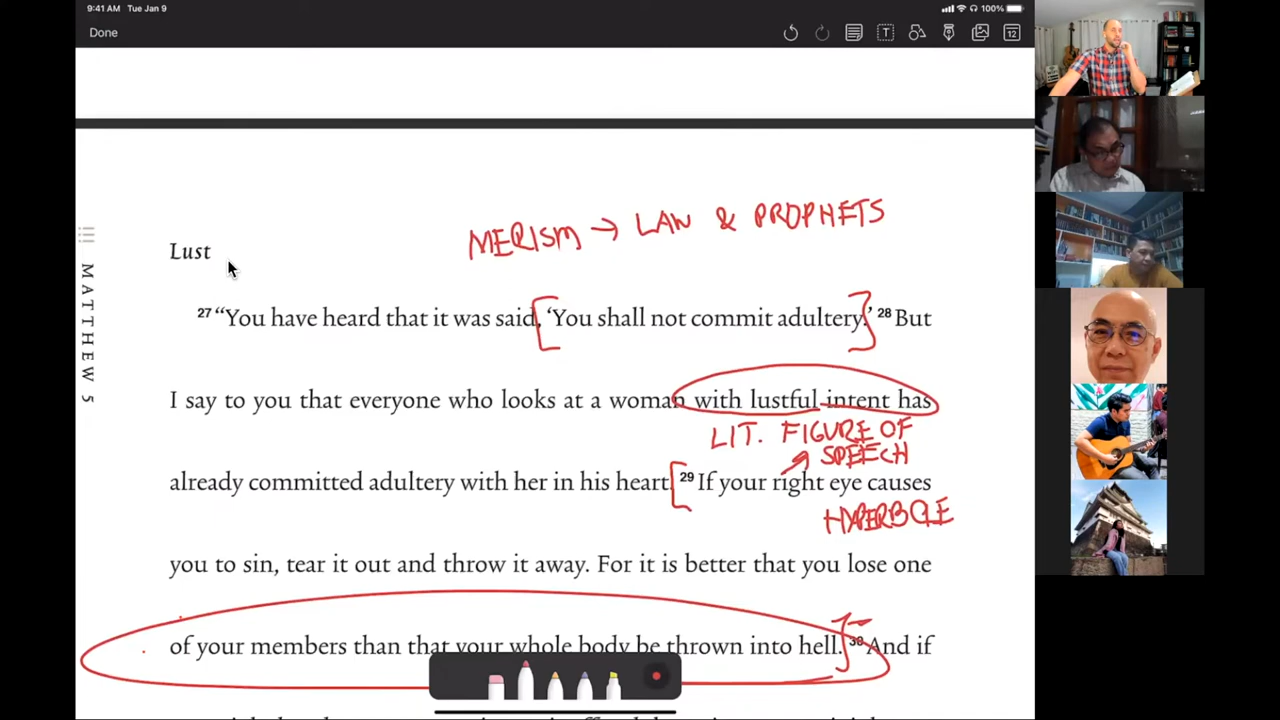 9:41 AM Tue Jan 9
100%
Done
12
MERISM → LAW & PROPHETS
Lust
MATTHEW 5
27 “You have heard that it was said, ‘You shall not commit adultery.’ 28 But
I say to you that everyone who looks at a woman with lustful intent has
LIT. FIGURE OF
SPEECH
already committed adultery with her in his heart. 29 If your right eye causes
HYPERBOLE
you to sin, tear it out and throw it away. For it is better that you lose one
of your members than that your whole body be thrown into hell. 30 And if